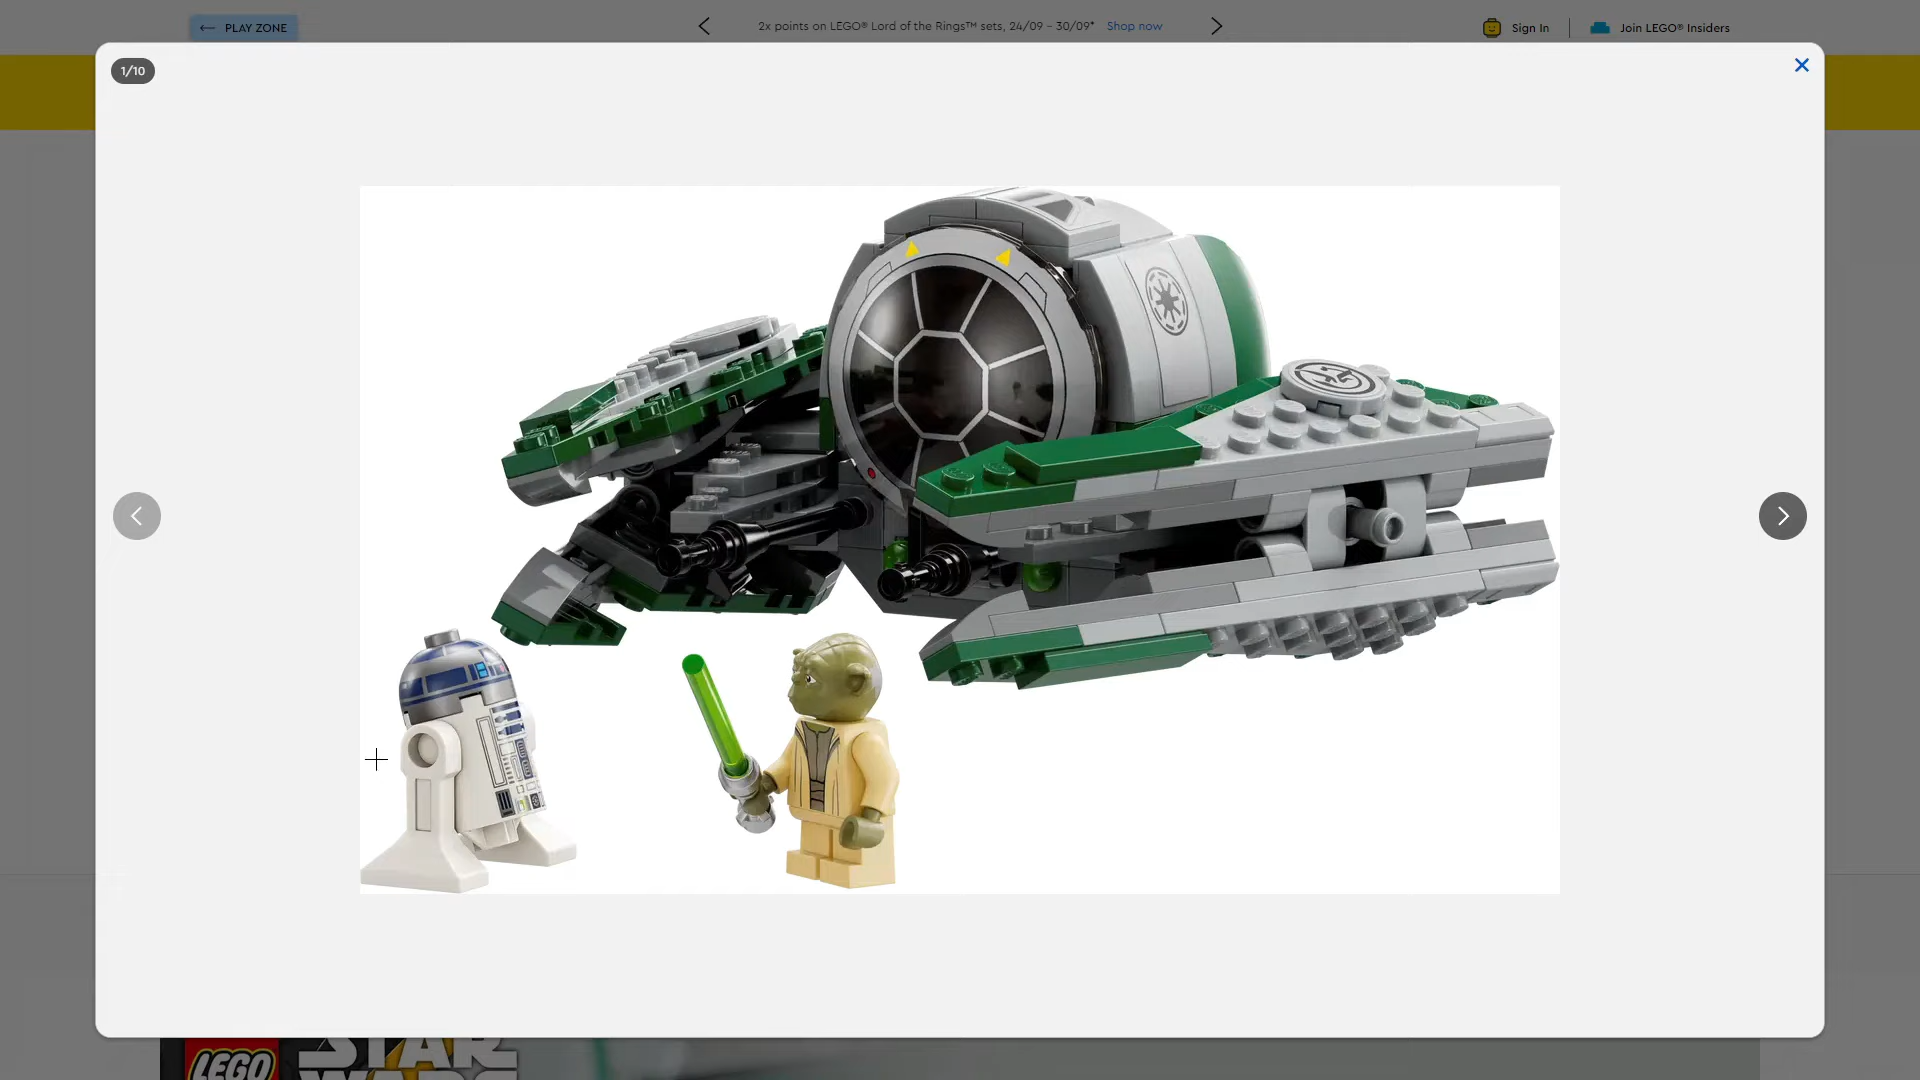 PLAY ZONE
2x points on LEGO® Lord of the Rings™ sets, 24/09 – 30/09* Shop now
Sign In
Join LEGO® Insiders
1/10
LEGO
STAR